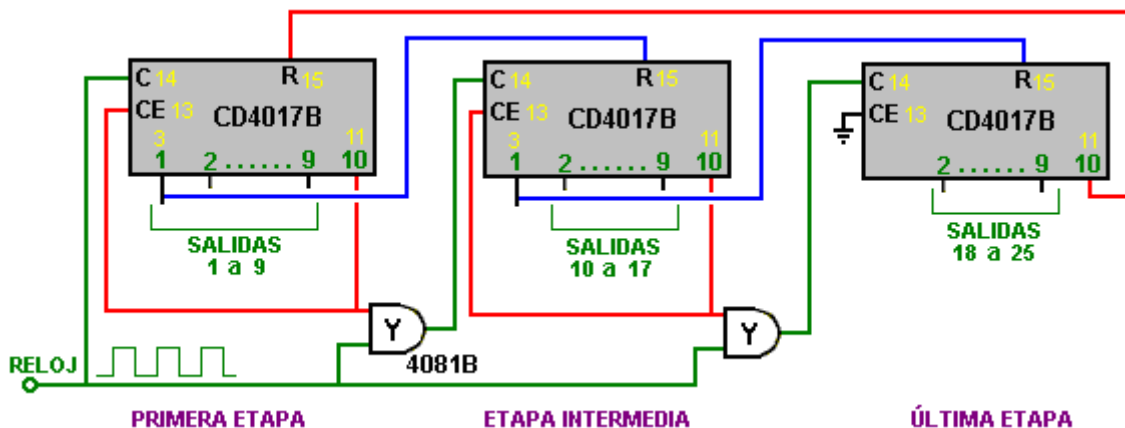 C 14 R 15
CE 13 CD4017B
3 11
1 2 ...... 9 10
SALIDAS
1 a 9
C 14 R 15
CE 13 CD4017B
3 11
1 2 ...... 9 10
SALIDAS
10 a 17
C 14 R 15
CE 13 CD4017B
11
2 ...... 9 10
SALIDAS
18 a 25
Y
4081B
Y
RELOJ
PRIMERA ETAPA
ETAPA INTERMEDIA
ÚLTIMA ETAPA